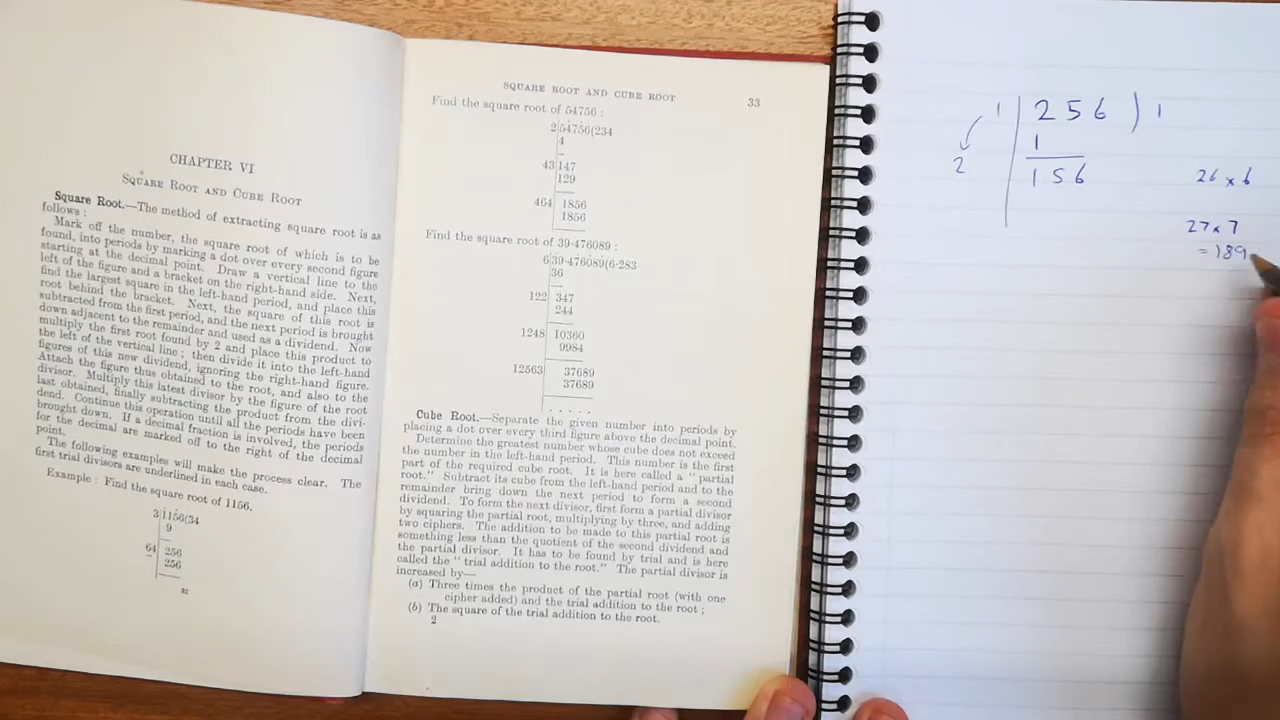 CHAPTER VI
SQUARE ROOT AND CUBE ROOT
Square Root.—The method of extracting square root is as
follows :
Mark off the number, the square root of which is to be
found, into periods by marking a dot over every second figure
starting at the decimal point. Draw a vertical line to the
left of the figure and a bracket on the right-hand side. Next,
find the largest square in the left-hand period, and place this
root behind the bracket. Next, the square of this root is
subtracted from the first period, and the next period is brought
down adjacent to the remainder and used as a dividend. Now
multiply the first root found by 2 and place this product to
the left of the vertical line ; then divide it into the left-hand
figures of this new dividend, ignoring the right-hand figure.
Attach the figure thus obtained to the root, and also to the
divisor. Multiply this latest divisor by the figure of the root
last obtained, finally subtracting the product from the divi-
dend. Continue this operation until all the periods have been
brought down. If a decimal fraction is involved, the periods
for the decimal are marked off to the right of the decimal
point.
The following examples will make the process clear. The
first trial divisors are underlined in each case.
Example : Find the square root of 1156.
3|1156(34
9
64 256
256
32
SQUARE ROOT AND CUBE ROOT 33
Find the square root of 54756 :
2|54756(234
4
43 147
129
464 1856
1856
Find the square root of 39·476089 :
6|39·476089(6·283
36
122 347
244
1248 10360
9984
12563 37689
37689
. . . . .
Cube Root.—Separate the given number into periods by
placing a dot over every third figure above the decimal point.
Determine the greatest number whose cube does not exceed
the number in the left-hand period. This number is the first
part of the required cube root. It is here called a “ partial
root.” Subtract its cube from the left-hand period and to the
remainder bring down the next period to form a second
dividend. To form the next divisor, first form a partial divisor
by squaring the partial root, multiplying by three, and adding
two ciphers. The addition to be made to this partial root is
something less than the quotient of the second dividend and
the partial divisor. It has to be found by trial and is here
called the “ trial addition to the root.” The partial divisor is
increased by—
(a) Three times the product of the partial root (with one
cipher added) and the trial addition to the root ;
(b) The square of the trial addition to the root.
2
1 | 256 ) 1
1
2 156
26 x 6
27 x 7
= 189